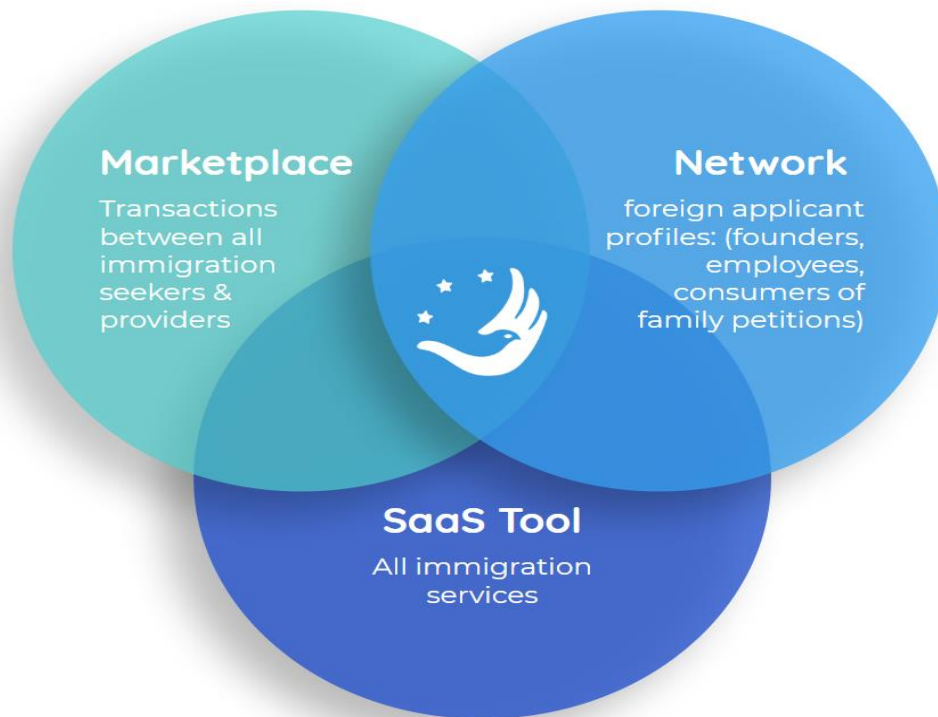 Marketplace
Transactions
between all
immigration
seekers &
providers
Network
foreign applicant
profiles: (founders,
employees,
consumers of
family petitions)
SaaS Tool
All immigration
services